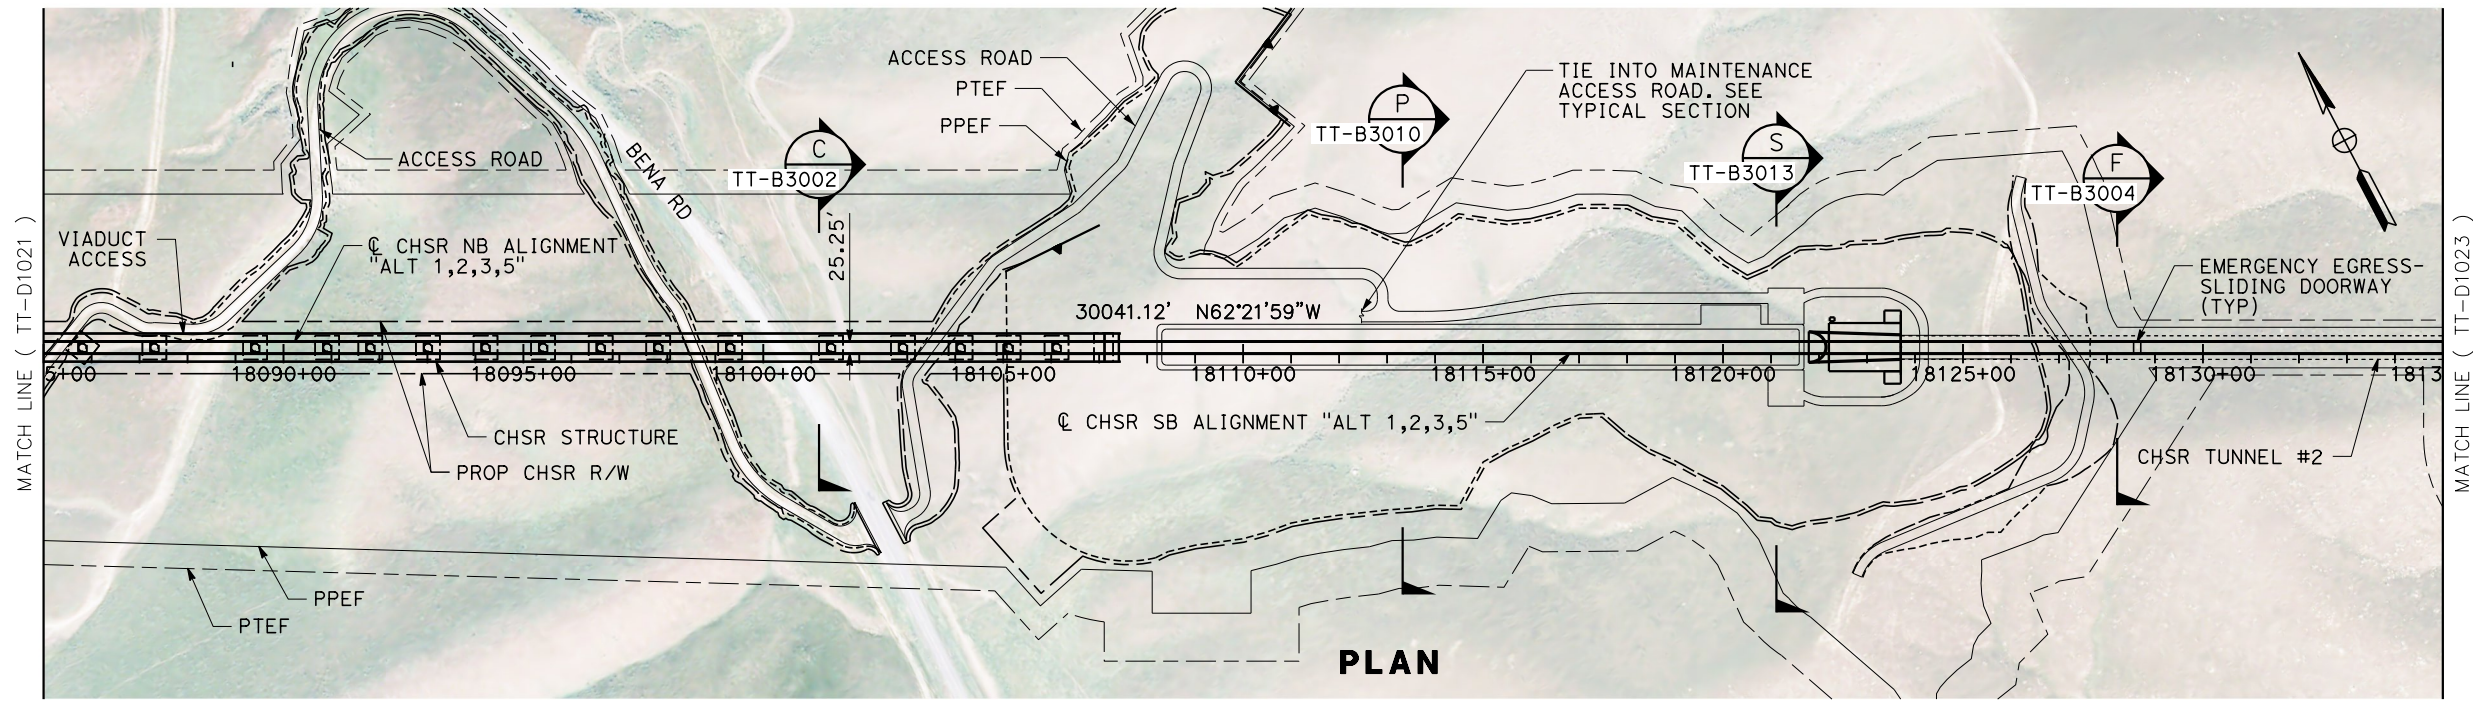 MATCH LINE ( TT-D1021 )
VIADUCT
ACCESS
ACCESS ROAD
℄ CHSR NB ALIGNMENT
"ALT 1,2,3,5"
BENA RD
C
TT-B3002
25.25'
ACCESS ROAD
PTEF
PPEF
P
TT-B3010
TIE INTO MAINTENANCE
ACCESS ROAD. SEE
TYPICAL SECTION
S
TT-B3013
F
TT-B3004
EMERGENCY EGRESS-
SLIDING DOORWAY
(TYP)
30041.12' N62°21'59"W
5+00
18090+00
18095+00
18100+00
18105+00
18110+00
18115+00
18120+00
18125+00
18130+00
1813
CHSR STRUCTURE
PROP CHSR R/W
℄ CHSR SB ALIGNMENT "ALT 1,2,3,5"
CHSR TUNNEL #2
PPEF
PTEF
PLAN
MATCH LINE ( TT-D1023 )